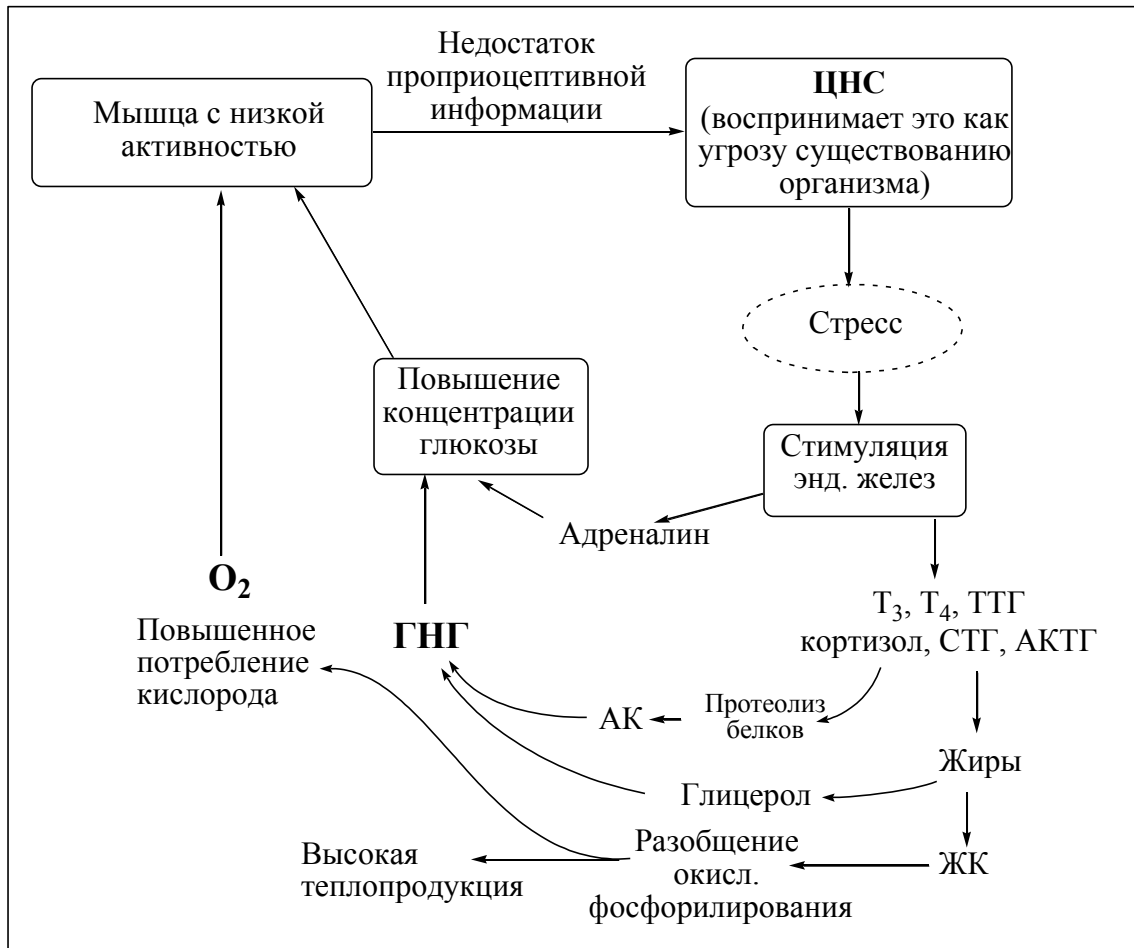 Недостаток
проприоцептивной
информации
Мышца с низкой
активностью
ЦНС
(воспринимает это как
угрозу существованию
организма)
Стресс
Повышение
концентрации
глюкозы
Стимуляция
энд. желез
Адреналин
O₂
Повышенное
потребление
кислорода
ГНГ
Т₃, Т₄, ТТГ
кортизол, СТГ, АКТГ
АК
Протеолиз
белков
Жиры
Глицерол
Высокая
теплопродукция
Разобщение
окисл.
фосфорилирования
ЖК